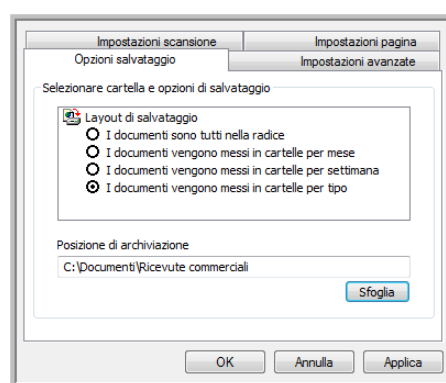 Impostazioni scansione
Impostazioni pagina
Opzioni salvataggio
Impostazioni avanzate
Selezionare cartella e opzioni di salvataggio
Layout di salvataggio
I documenti sono tutti nella radice
I documenti vengono messi in cartelle per mese
I documenti vengono messi in cartelle per settimana
I documenti vengono messi in cartelle per tipo
Posizione di archiviazione
C:\Documenti\Ricevute commerciali
Sfoglia
OK
Annulla
Applica